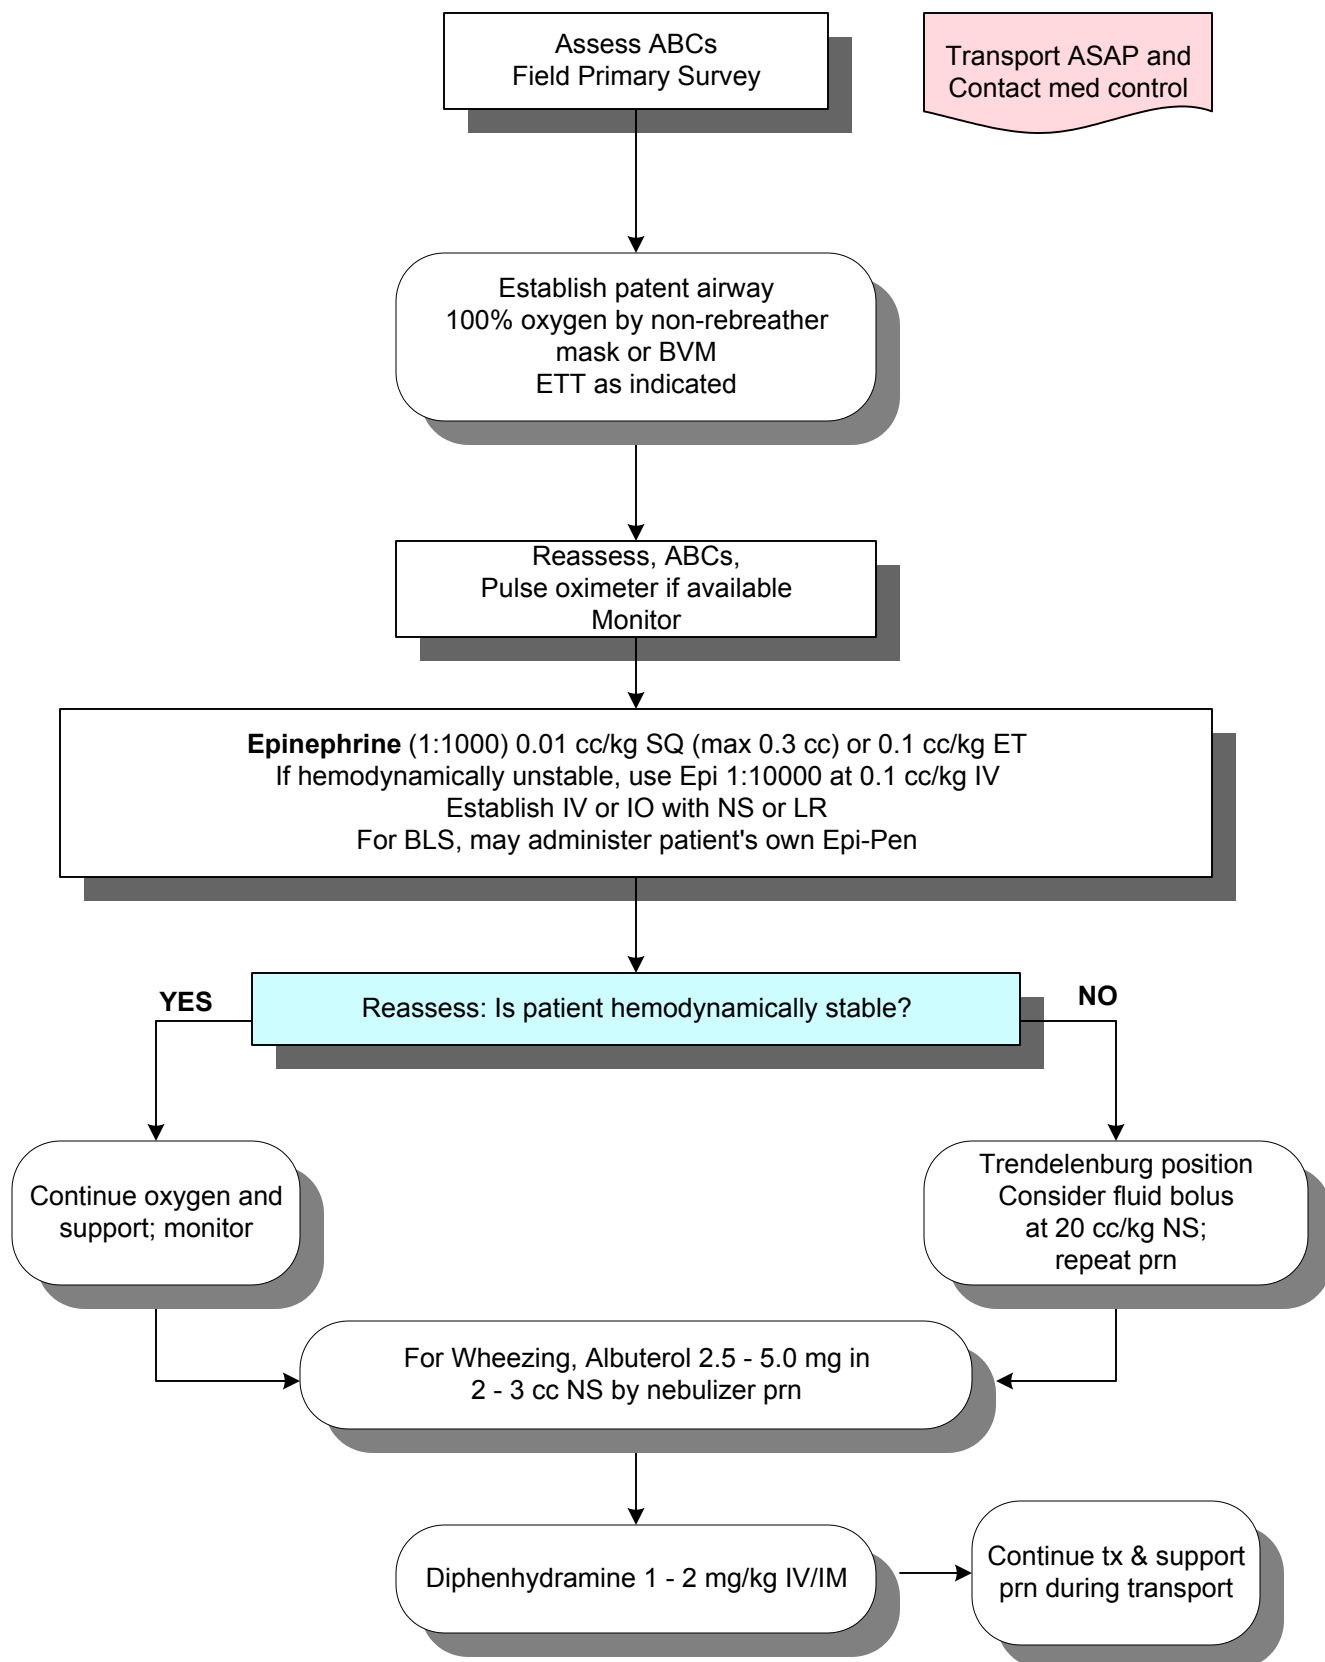 Assess ABCs
Field Primary Survey
Transport ASAP and
Contact med control
Establish patent airway
100% oxygen by non-rebreather
mask or BVM
ETT as indicated
Reassess, ABCs,
Pulse oximeter if available
Monitor
Epinephrine (1:1000) 0.01 cc/kg SQ (max 0.3 cc) or 0.1 cc/kg ET
If hemodynamically unstable, use Epi 1:10000 at 0.1 cc/kg IV
Establish IV or IO with NS or LR
For BLS, may administer patient's own Epi-Pen
Reassess: Is patient hemodynamically stable?
YES
NO
Continue oxygen and
support; monitor
Trendelenburg position
Consider fluid bolus
at 20 cc/kg NS;
repeat prn
For Wheezing, Albuterol 2.5 - 5.0 mg in
2 - 3 cc NS by nebulizer prn
Diphenhydramine 1 - 2 mg/kg IV/IM
Continue tx & support
prn during transport